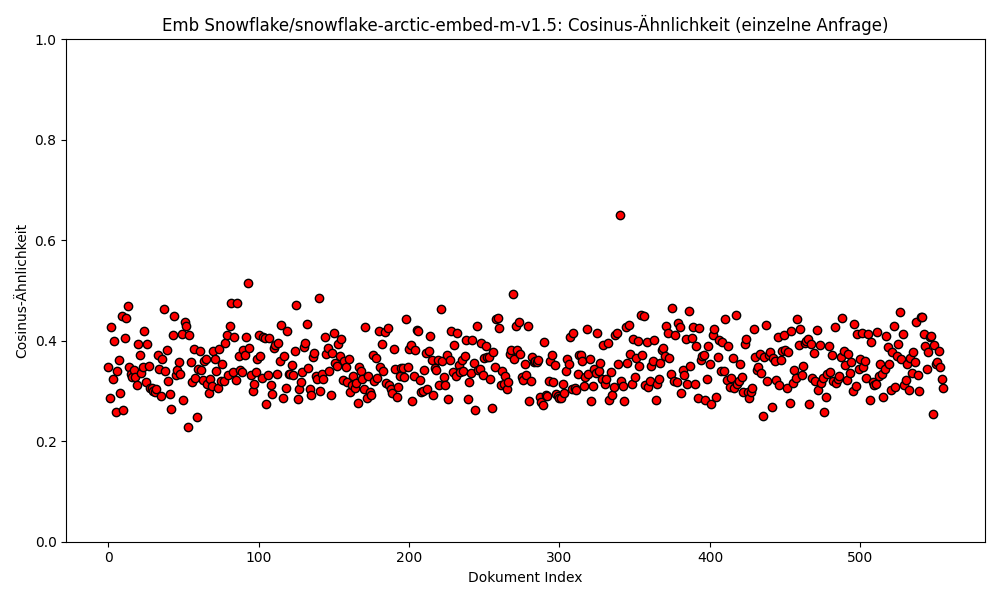 Emb Snowflake/snowflake-arctic-embed-m-v1.5: Cosinus-Ähnlichkeit (einzelne Anfrage)
1.0
0.8
0.6
0.4
0.2
0.0
Cosinus-Ähnlichkeit
0 100 200 300 400 500
Dokument Index